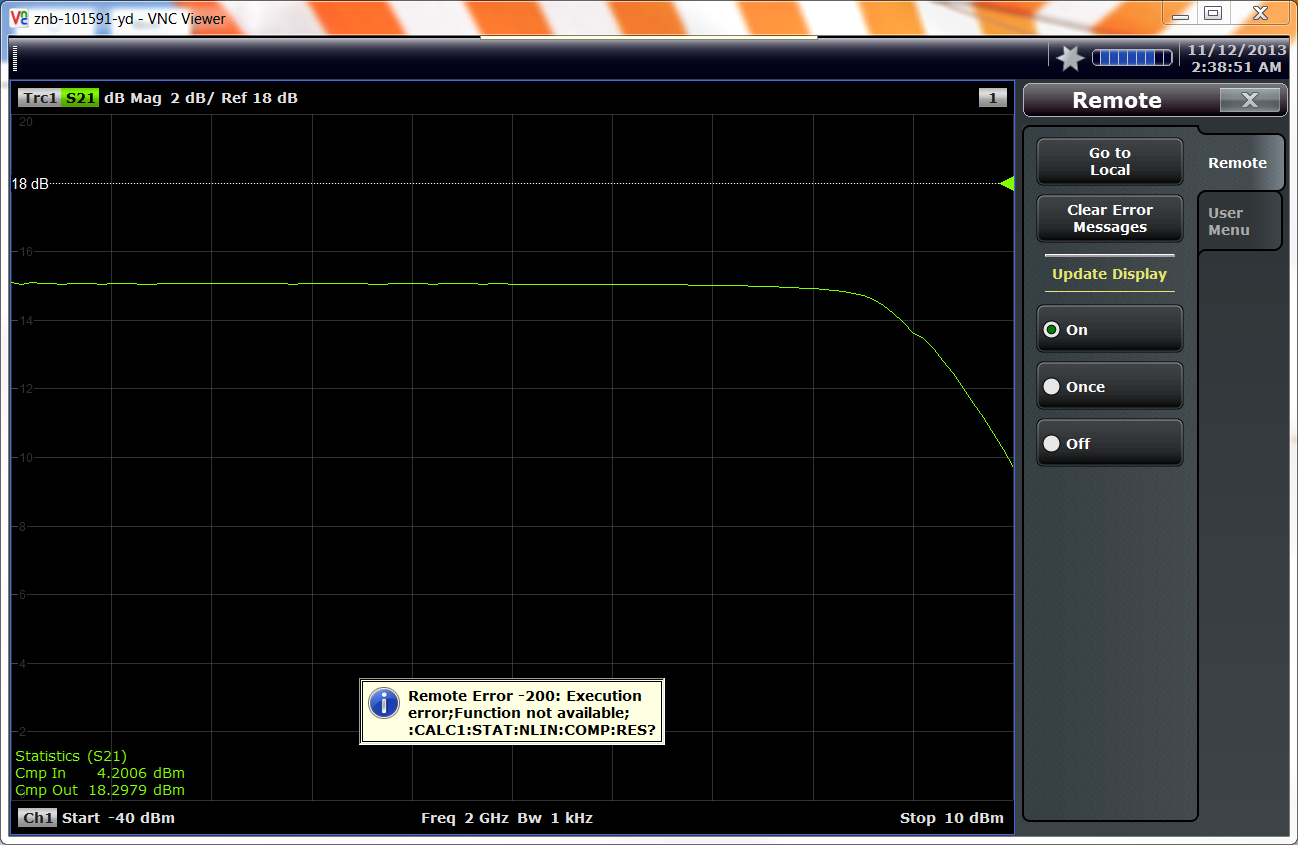 znb-101591-yd - VNC Viewer
11/12/2013
2:38:51 AM
Trc1 S21 dB Mag 2 dB/ Ref 18 dB
1
Remote
X
20
18 dB
16
14
12
10
8
6
4
2
Go to
Local
Clear Error
Messages
Update Display
On
Once
Off
Remote
User
Menu
Remote Error -200: Execution
error;Function not available;
:CALC1:STAT:NLIN:COMP:RES?
Statistics (S21)
Cmp In 4.2006 dBm
Cmp Out 18.2979 dBm
Ch1 Start -40 dBm Freq 2 GHz Bw 1 kHz Stop 10 dBm